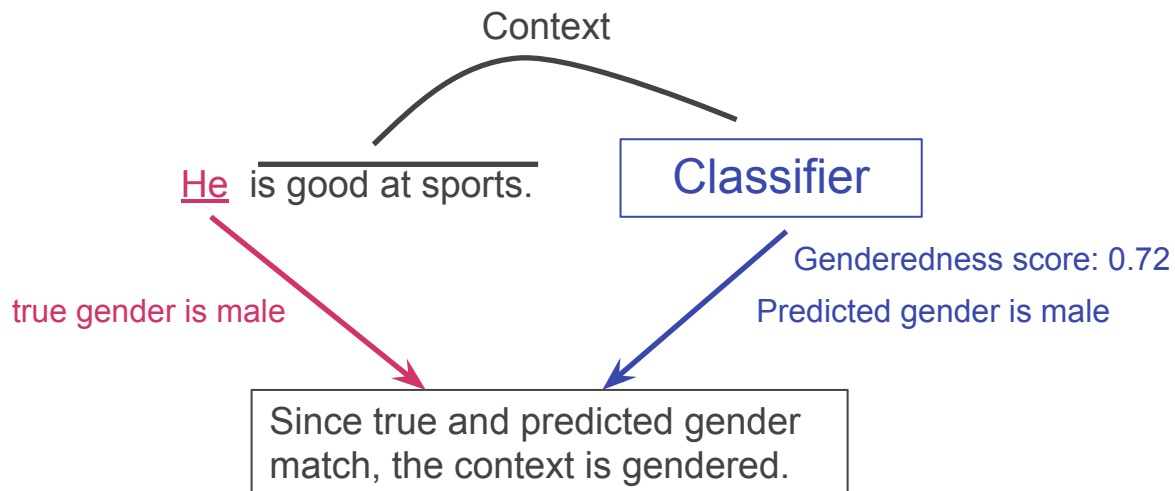 Context
He is good at sports.
Classifier
Genderedness score: 0.72
true gender is male
Predicted gender is male
Since true and predicted gender
match, the context is gendered.